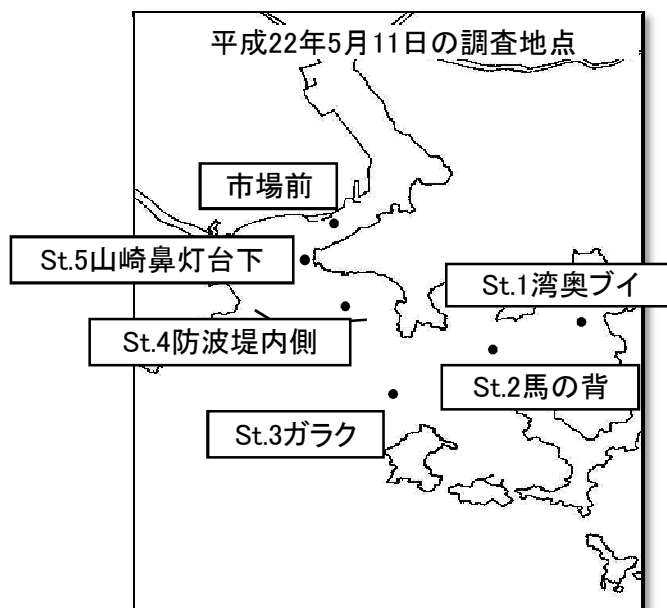 平成22年5月11日の調査地点
市場前
St.5山崎鼻灯台下
St.1湾奥ブイ
St.4防波堤内側
St.2馬の背
St.3ガラク